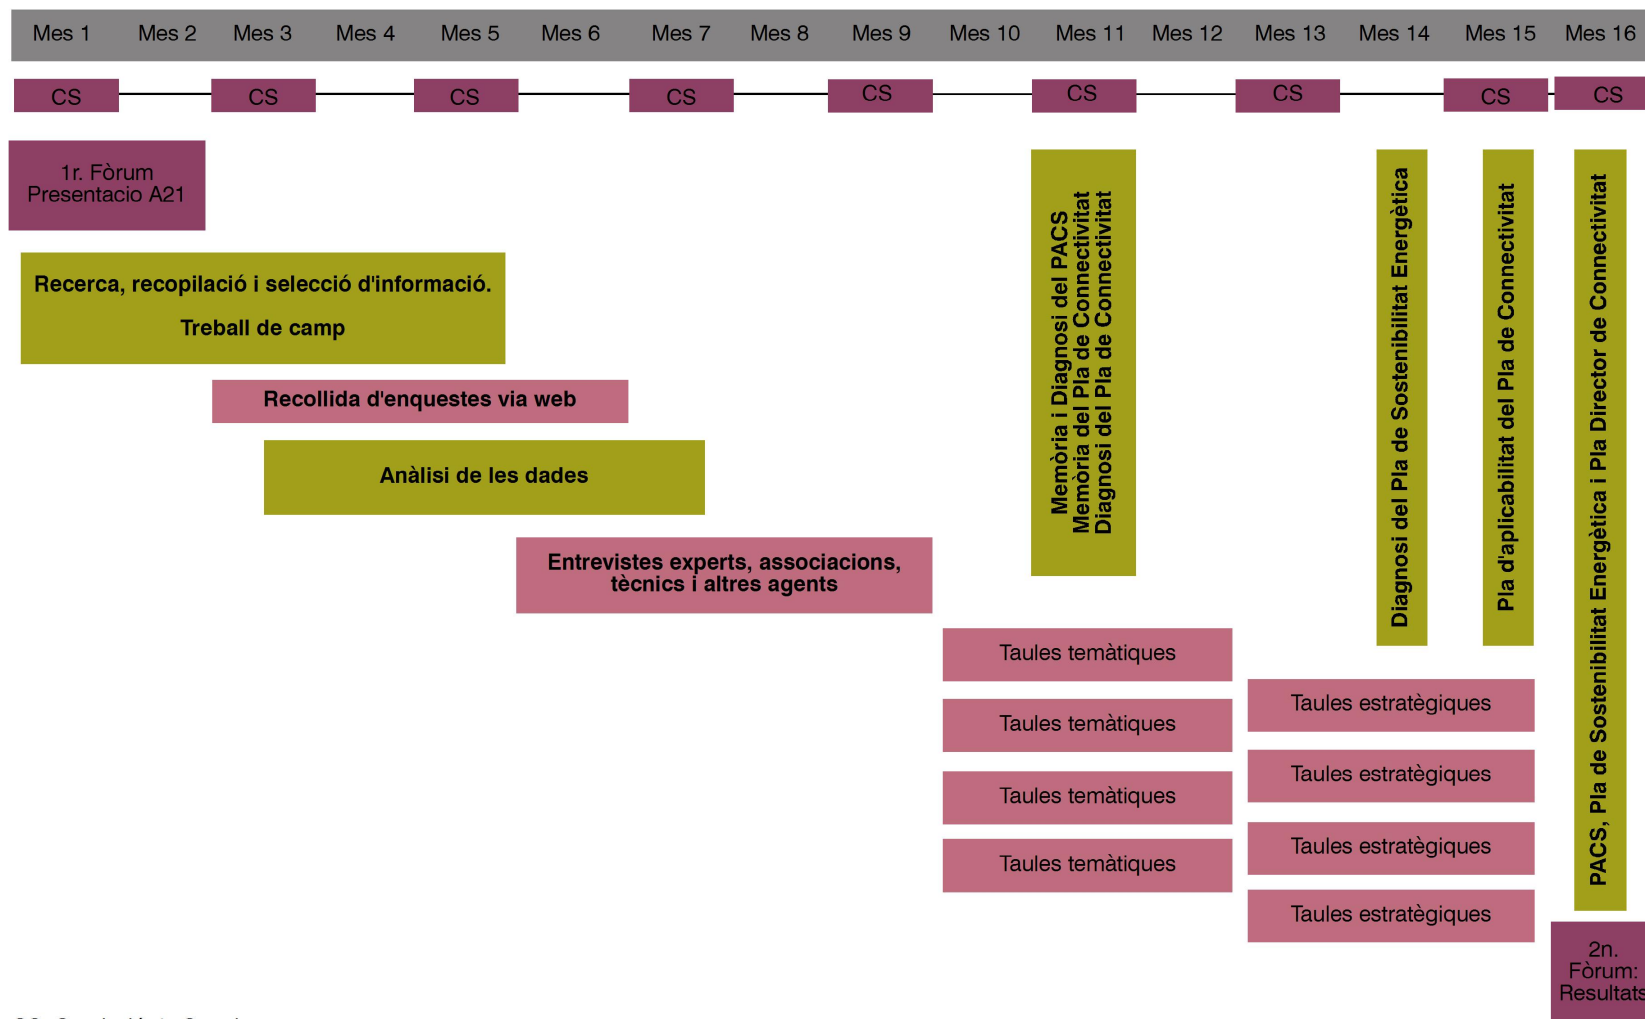 Mes 1 Mes 2 Mes 3 Mes 4 Mes 5 Mes 6 Mes 7 Mes 8 Mes 9 Mes 10 Mes 11 Mes 12 Mes 13 Mes 14 Mes 15 Mes 16
CS CS CS CS CS CS CS CS CS
1r. Fòrum
Presentacio A21
Recerca, recopilació i selecció d'informació.
Treball de camp
Recollida d'enquestes via web
Anàlisi de les dades
Entrevistes experts, associacions,
tècnics i altres agents
Memòria i Diagnosi del PACS
Memòria del Pla de Connectivitat
Diagnosi del Pla de Connectivitat
Diagnosi del Pla de Sostenibilitat Energètica
Pla d'aplicabilitat del Pla de Connectivitat
PACS, Pla de Sostenibilitat Energètica i Pla Director de Connectivitat
Taules temàtiques
Taules temàtiques
Taules temàtiques
Taules temàtiques
Taules estratègiques
Taules estratègiques
Taules estratègiques
Taules estratègiques
2n.
Fòrum:
Resultats